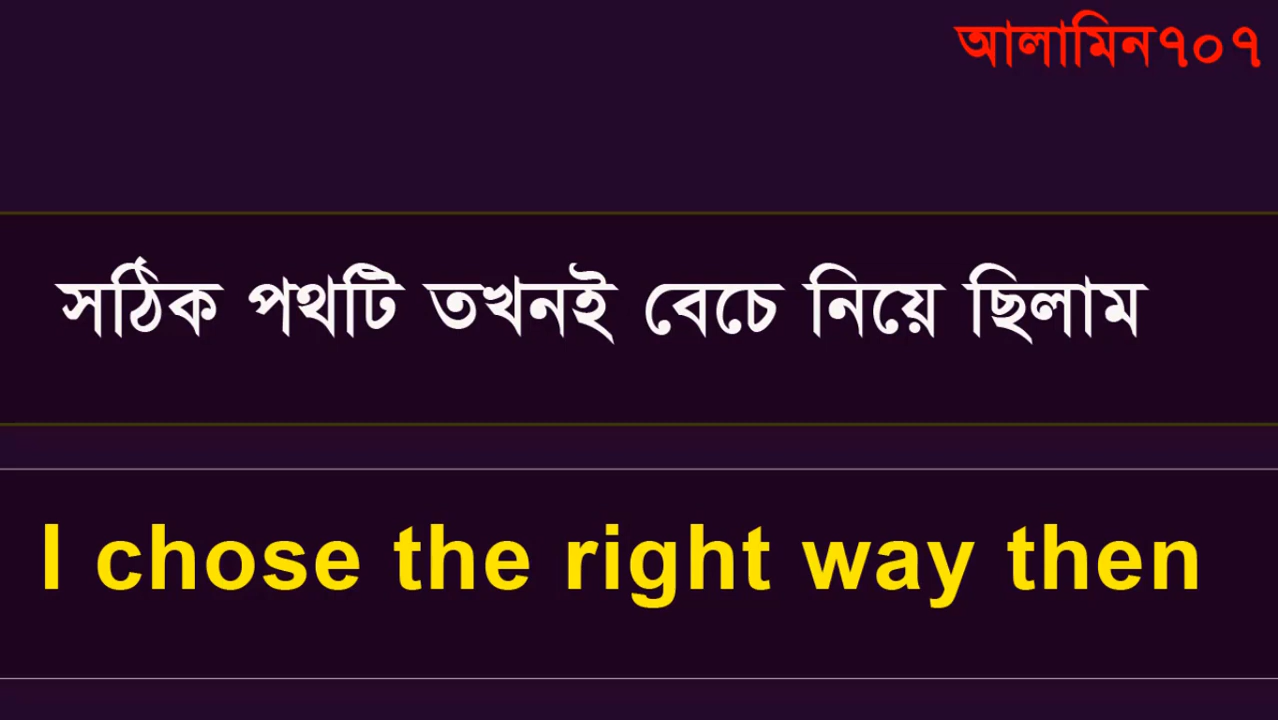 আলামিন৭০৭
সঠিক পথটি তখনই বেচে নিয়ে ছিলাম
I chose the right way then